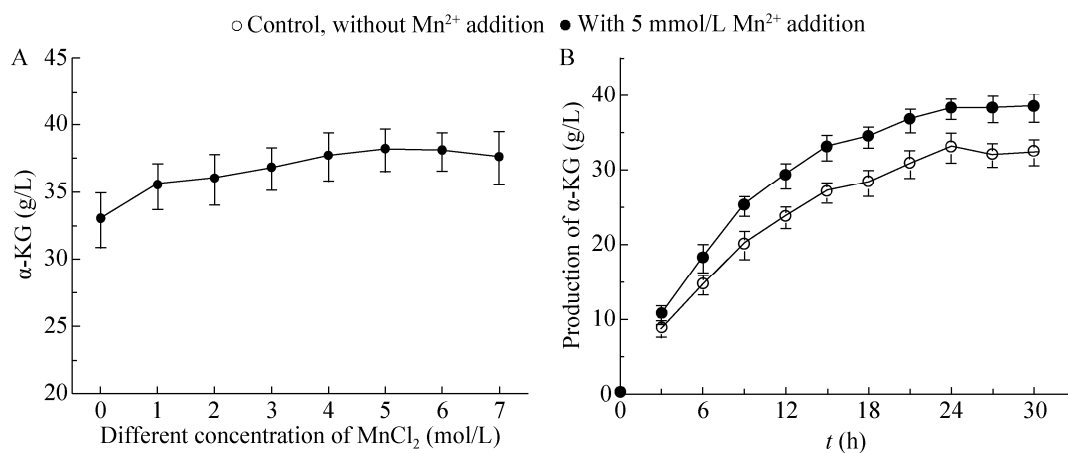 ○ Control, without Mn²⁺ addition ● With 5 mmol/L Mn²⁺ addition
A
45
40
35
30
25
20
α-KG (g/L)
0 1 2 3 4 5 6 7
Different concentration of MnCl₂ (mol/L)
B
40
30
20
10
0
Production of α-KG (g/L)
0 6 12 18 24 30
t (h)